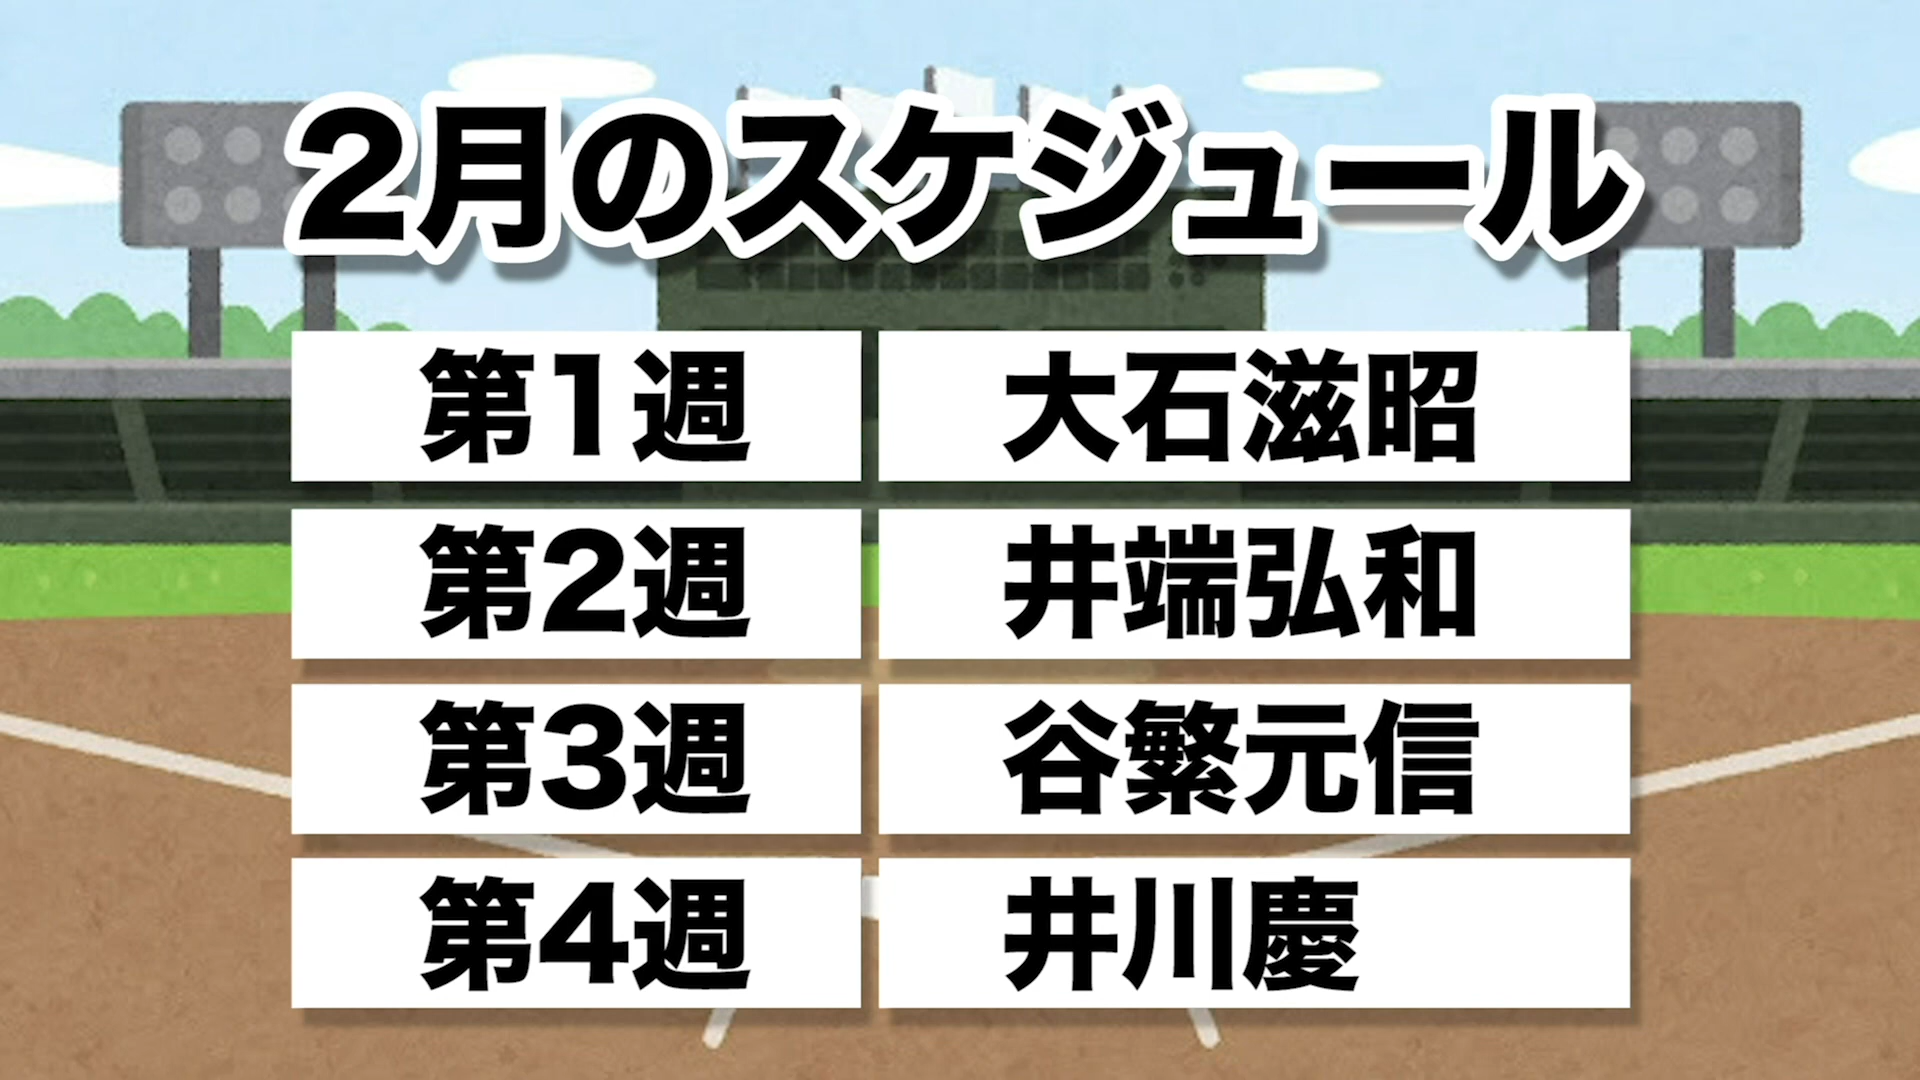 2月のスケジュール
第1週 大石滋昭
第2週 井端弘和
第3週 谷繁元信
第4週 井川慶